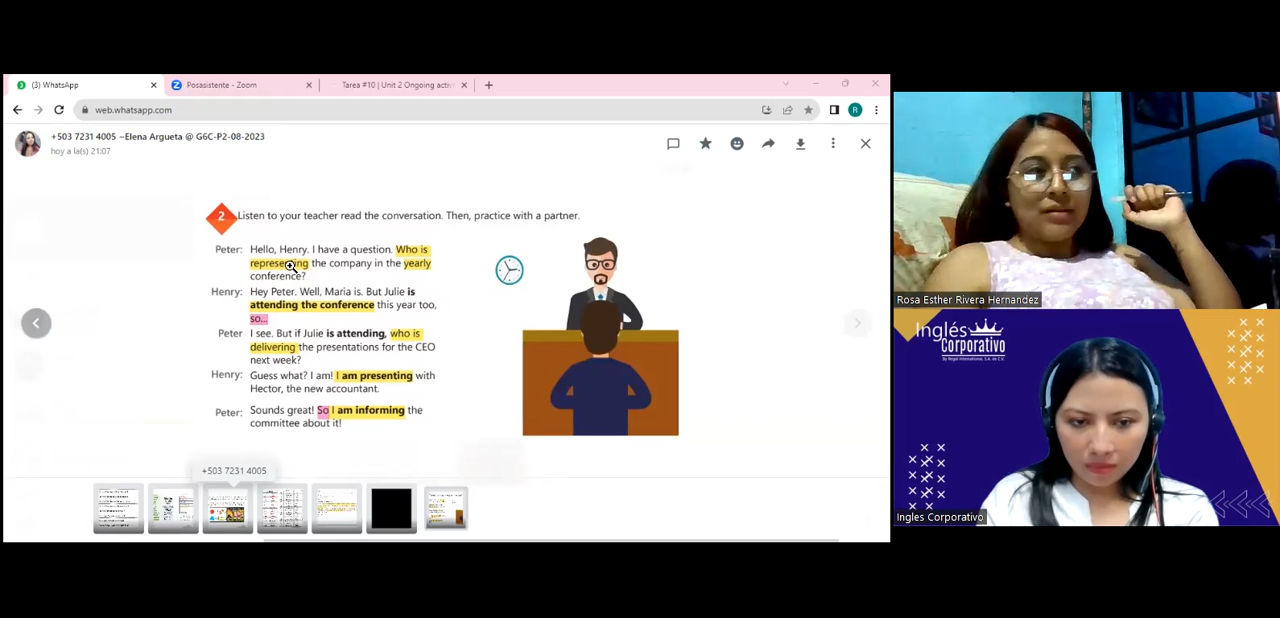 (3) WhatsApp
Posasistente - Zoom
Tarea #10 | Unit 2 Ongoing activ
web.whatsapp.com
R
+503 7231 4005 ~Elena Argueta @ G6C-P2-08-2023
hoy a la(s) 21:07
2 Listen to your teacher read the conversation. Then, practice with a partner.
Peter: Hello, Henry. I have a question. Who is
representing the company in the yearly
conference?
Henry: Hey Peter. Well, Maria is. But Julie is
attending the conference this year too,
so...
Peter I see. But if Julie is attending, who is
delivering the presentations for the CEO
next week?
Henry: Guess what? I am! I am presenting with
Hector, the new accountant.
Peter: Sounds great! So I am informing the
committee about it!
+503 7231 4005
Rosa Esther Rivera Hernandez
Inglés
Corporativo
Ingles Corporativo